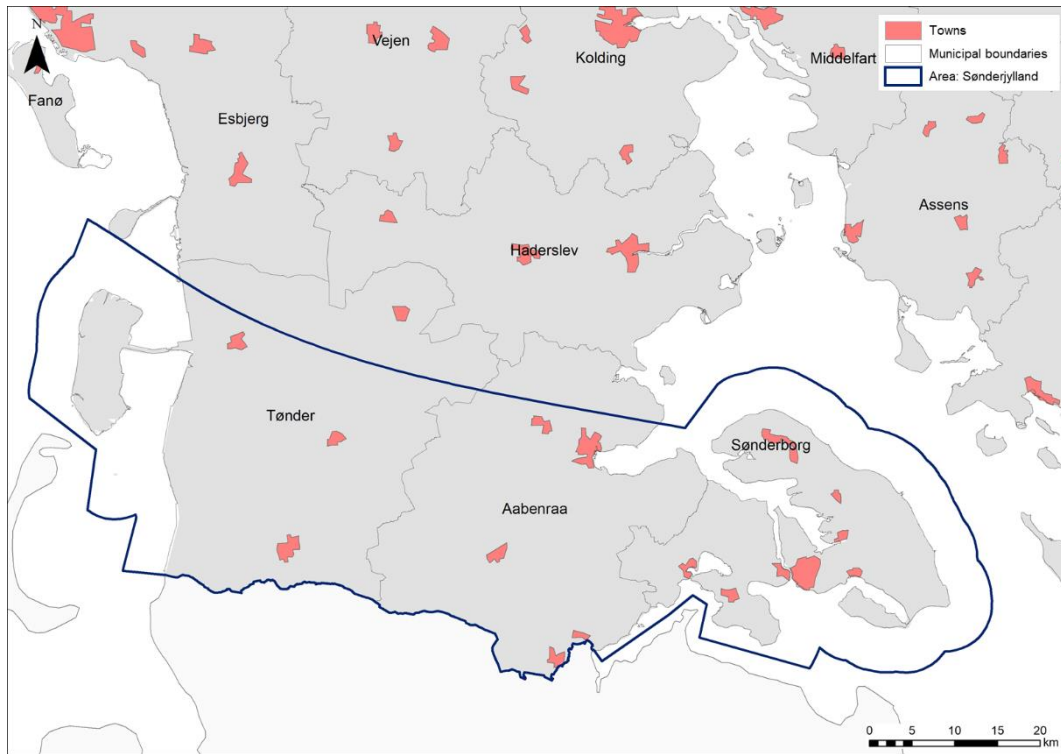 N
Fanø
Esbjerg
Vejen
Kolding
Middelfart
Towns
Municipal boundaries
Area: Sønderjylland
Assens
Haderslev
Tønder
Sønderborg
Aabenraa
0 5 10 15 20
km